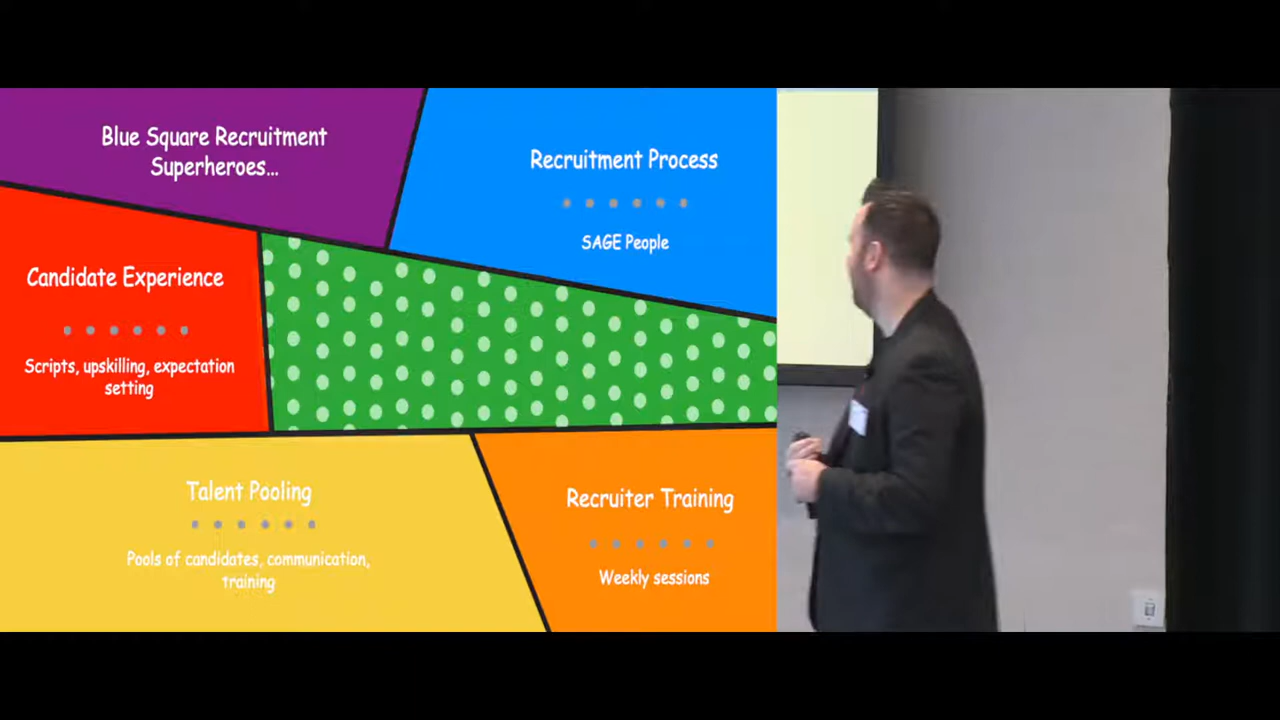 Blue Square Recruitment
Superheroes...
Recruitment Process
SAGE People
Candidate Experience
Scripts, upskilling, expectation
setting
Talent Pooling
Pools of candidates, communication,
training
Recruiter Training
Weekly sessions